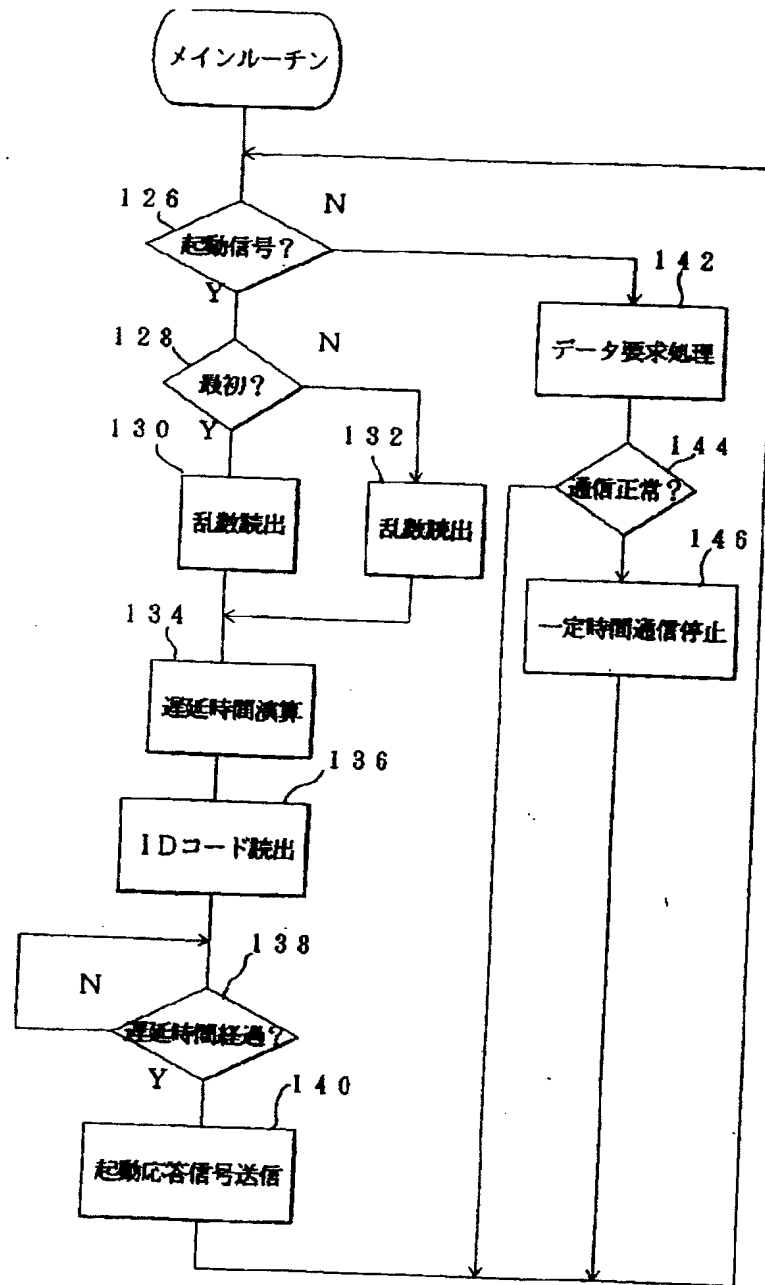 メインルーチン
126
N
起動信号?
Y
142
データ要求処理
128
N
最初?
Y
130
132
144
通信正常?
乱数読出
乱数読出
146
一定時間通信停止
134
遅延時間演算
136
IDコード読出
138
N
遅延時間経過?
Y
140
起動応答信号送信